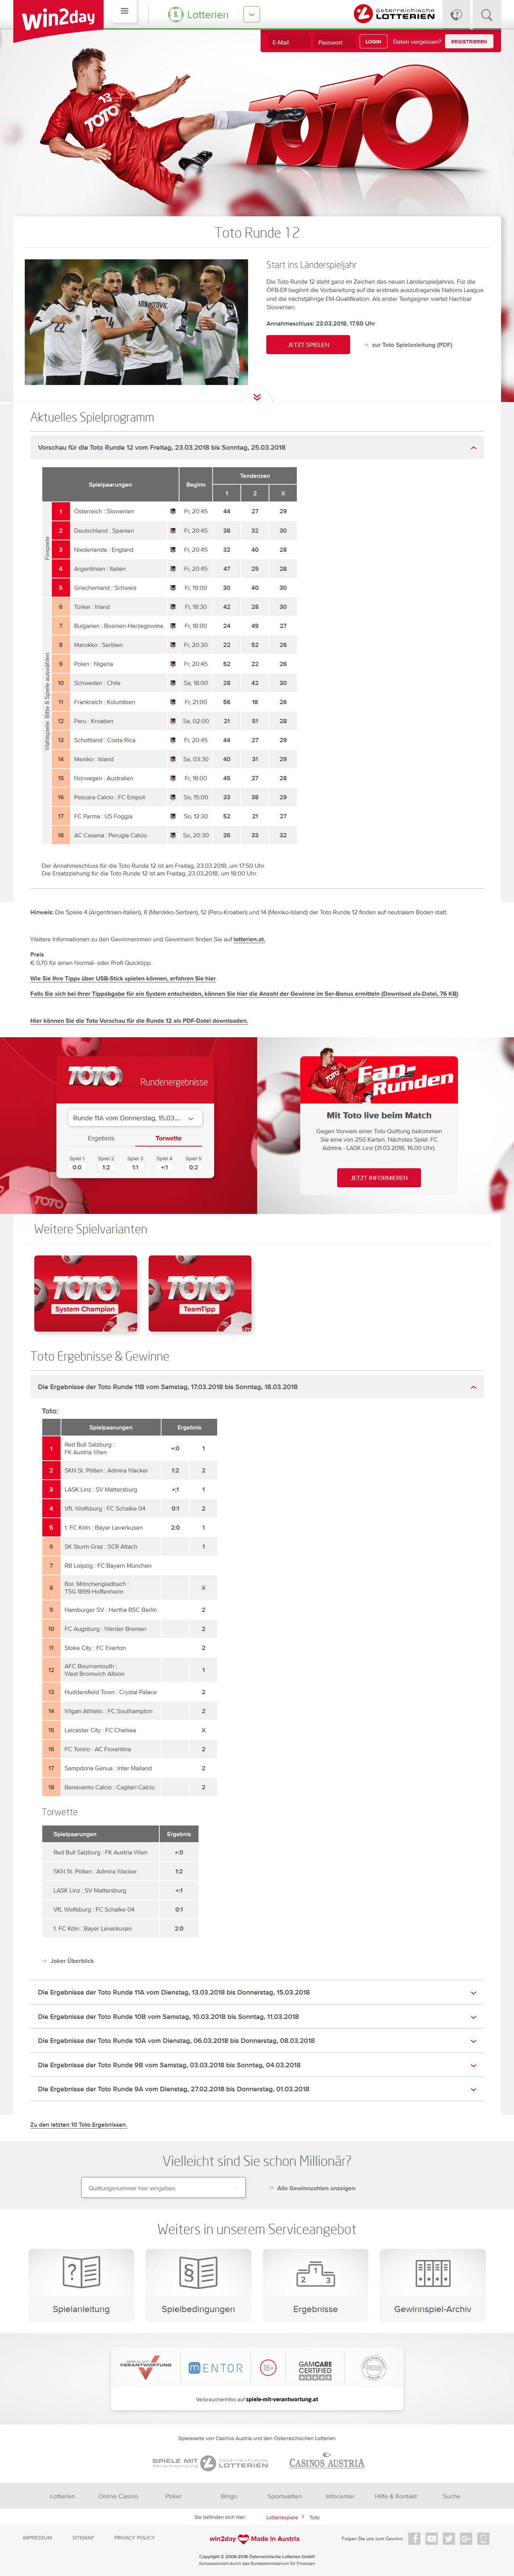 win2day
Lotterien
österreichische
LOTTERIEN
E-Mail
Passwort
LOGIN
Daten vergessen?
REGISTRIEREN
TOTO
Toto Runde 12
Start ins Länderspieljahr
Die Toto Runde 12 steht ganz im Zeichen des neuen Länderspieljahres. Für die
ÖFB-Elf beginnt die Vorbereitung auf die erstmals auszutragende Nations League
und die nächstjährige EM-Qualifikation. Als erster Testgegner wartet Nachbar
Slowenien.
Annahmeschluss: 23.03.2018, 17.50 Uhr
JETZT SPIELEN
zur Toto Spielanleitung (PDF)
Aktuelles Spielprogramm
Vorschau für die Toto Runde 12 vom Freitag, 23.03.2018 bis Sonntag, 25.03.2018
Spielpaarungen Beginn Tendenzen
1 2 X
Fixspiele
1 Österreich : Slowenien Fr, 20:45 44 27 29
2 Deutschland : Spanien Fr, 20:45 38 32 30
3 Niederlande : England Fr, 20:45 32 40 28
4 Argentinien : Italien Fr, 20:45 47 25 28
5 Griechenland : Schweiz Fr, 19:00 30 40 30
Wahlspiele: Bitte 8 Spiele auswählen
6 Türkei : Irland Fr, 18:30 42 28 30
7 Bulgarien : Bosnien-Herzegowina Fr, 18:00 24 49 27
8 Marokko : Serbien Fr, 20:30 22 52 26
9 Polen : Nigeria Fr, 20:45 52 22 26
10 Schweden : Chile Sa, 18:00 28 42 30
11 Frankreich : Kolumbien Fr, 21:00 56 18 26
12 Peru : Kroatien Sa, 02:00 21 51 28
13 Schottland : Costa Rica Fr, 20:45 44 27 29
14 Mexiko : Island Sa, 03:30 40 31 29
15 Norwegen : Australien Fr, 18:00 45 27 28
16 Pescara Calcio : FC Empoli So, 15:00 33 38 29
17 FC Parma : US Foggia So, 12:30 52 21 27
18 AC Cesena : Perugia Calcio So, 20:30 35 33 32
Der Annahmeschluss für die Toto Runde 12 ist am Freitag, 23.03.2018, um 17:50 Uhr.
Die Ersatzziehung für die Toto Runde 12 ist am Freitag, 23.03.2018, um 18:00 Uhr.
Hinweis: Die Spiele 4 (Argentinien-Italien), 8 (Marokko-Serbien), 12 (Peru-Kroatien) und 14 (Mexiko-Island) der Toto Runde 12 finden auf neutralem Boden statt.
Weitere Informationen zu den Gewinnerinnen und Gewinnern finden Sie auf lotterien.at.
Preis
€ 0,70 für einen Normal- oder Profi Quicktipp.
Wie Sie Ihre Tipps über USB-Stick spielen können, erfahren Sie hier.
Falls Sie sich bei Ihrer Tippabgabe für ein System entscheiden, können Sie hier die Anzahl der Gewinne im 5er-Bonus ermitteln (Download xls-Datei, 76 KB).
Hier können Sie die Toto Vorschau für die Runde 12 als PDF-Datei downloaden.
TOTO
Rundenergebnisse
Runde 11A vom Donnerstag, 15.03....
Ergebnis Torwette
Spiel 1 Spiel 2 Spiel 3 Spiel 4 Spiel 5
0:0 1:2 1:1 +:1 0:2
Fan-
Runden
Mit Toto live beim Match
Gegen Vorweis einer Toto Quittung bekommen
Sie eine von 250 Karten. Nächstes Spiel: FC
Admira - LASK Linz (31.03.2018, 16.00 Uhr).
JETZT INFORMIEREN
Weitere Spielvarianten
TOTO
System Champion
TOTO
TeamTipp
Toto Ergebnisse & Gewinne
Die Ergebnisse der Toto Runde 11B vom Samstag, 17.03.2018 bis Sonntag, 18.03.2018
Toto:
Spielpaarungen Ergebnis
1 Red Bull Salzburg :
FK Austria Wien +:0 1
2 SKN St. Pölten : Admira Wacker 1:2 2
3 LASK Linz : SV Mattersburg +:1 1
4 VfL Wolfsburg : FC Schalke 04 0:1 2
5 1. FC Köln : Bayer Leverkusen 2:0 1
6 SK Sturm Graz : SCR Altach 1
7 RB Leipzig : FC Bayern München
8 Bor. Mönchengladbach :
TSG 1899 Hoffenheim X
9 Hamburger SV : Hertha BSC Berlin 2
10 FC Augsburg : Werder Bremen 2
11 Stoke City : FC Everton 2
12 AFC Bournemouth :
West Bromwich Albion 1
13 Huddersfield Town : Crystal Palace 2
14 Wigan Athletic : FC Southampton 2
15 Leicester City : FC Chelsea X
16 FC Torino : AC Fiorentina 2
17 Sampdoria Genua : Inter Mailand 2
18 Benevento Calcio : Cagliari Calcio 2
Torwette
Spielpaarungen Ergebnis
Red Bull Salzburg : FK Austria Wien +:0
SKN St. Pölten : Admira Wacker 1:2
LASK Linz : SV Mattersburg +:1
VfL Wolfsburg : FC Schalke 04 0:1
1. FC Köln : Bayer Leverkusen 2:0
Joker Überblick
Die Ergebnisse der Toto Runde 11A vom Dienstag, 13.03.2018 bis Donnerstag, 15.03.2018
Die Ergebnisse der Toto Runde 10B vom Samstag, 10.03.2018 bis Sonntag, 11.03.2018
Die Ergebnisse der Toto Runde 10A vom Dienstag, 06.03.2018 bis Donnerstag, 08.03.2018
Die Ergebnisse der Toto Runde 9B vom Samstag, 03.03.2018 bis Sonntag, 04.03.2018
Die Ergebnisse der Toto Runde 9A vom Dienstag, 27.02.2018 bis Donnerstag, 01.03.2018
Zu den letzten 10 Toto Ergebnissen.
Vielleicht sind Sie schon Millionär?
Quittungsnummer hier eingeben
Alle Gewinnzahlen anzeigen
Weiters in unserem Serviceangebot
Spielanleitung
Spielbedingungen
Ergebnisse
Gewinnspiel-Archiv
SPIELE MIT
VERANTWORTUNG
MENTOR
18+
GAMCARE
CERTIFIED
Verbraucherinfos auf spiele-mit-verantwortung.at
Spieleseite von Casinos Austria und den Österreichischen Lotterien
SPIELE MIT
Verantwortung
österreichische
LOTTERIEN
CASINOS AUSTRIA
Lotterien Online Casino Poker Bingo Sportwetten Infocenter Hilfe & Kontakt Suche
Sie befinden sich hier: Lotteriespiele > Toto
IMPRESSUM SITEMAP PRIVACY POLICY
win2day Made in Austria
Folgen Sie uns zum Gewinn:
Copyright © 2008-2018 Österreichische Lotterien GmbH
Konzessioniert durch das Bundesministerium für Finanzen